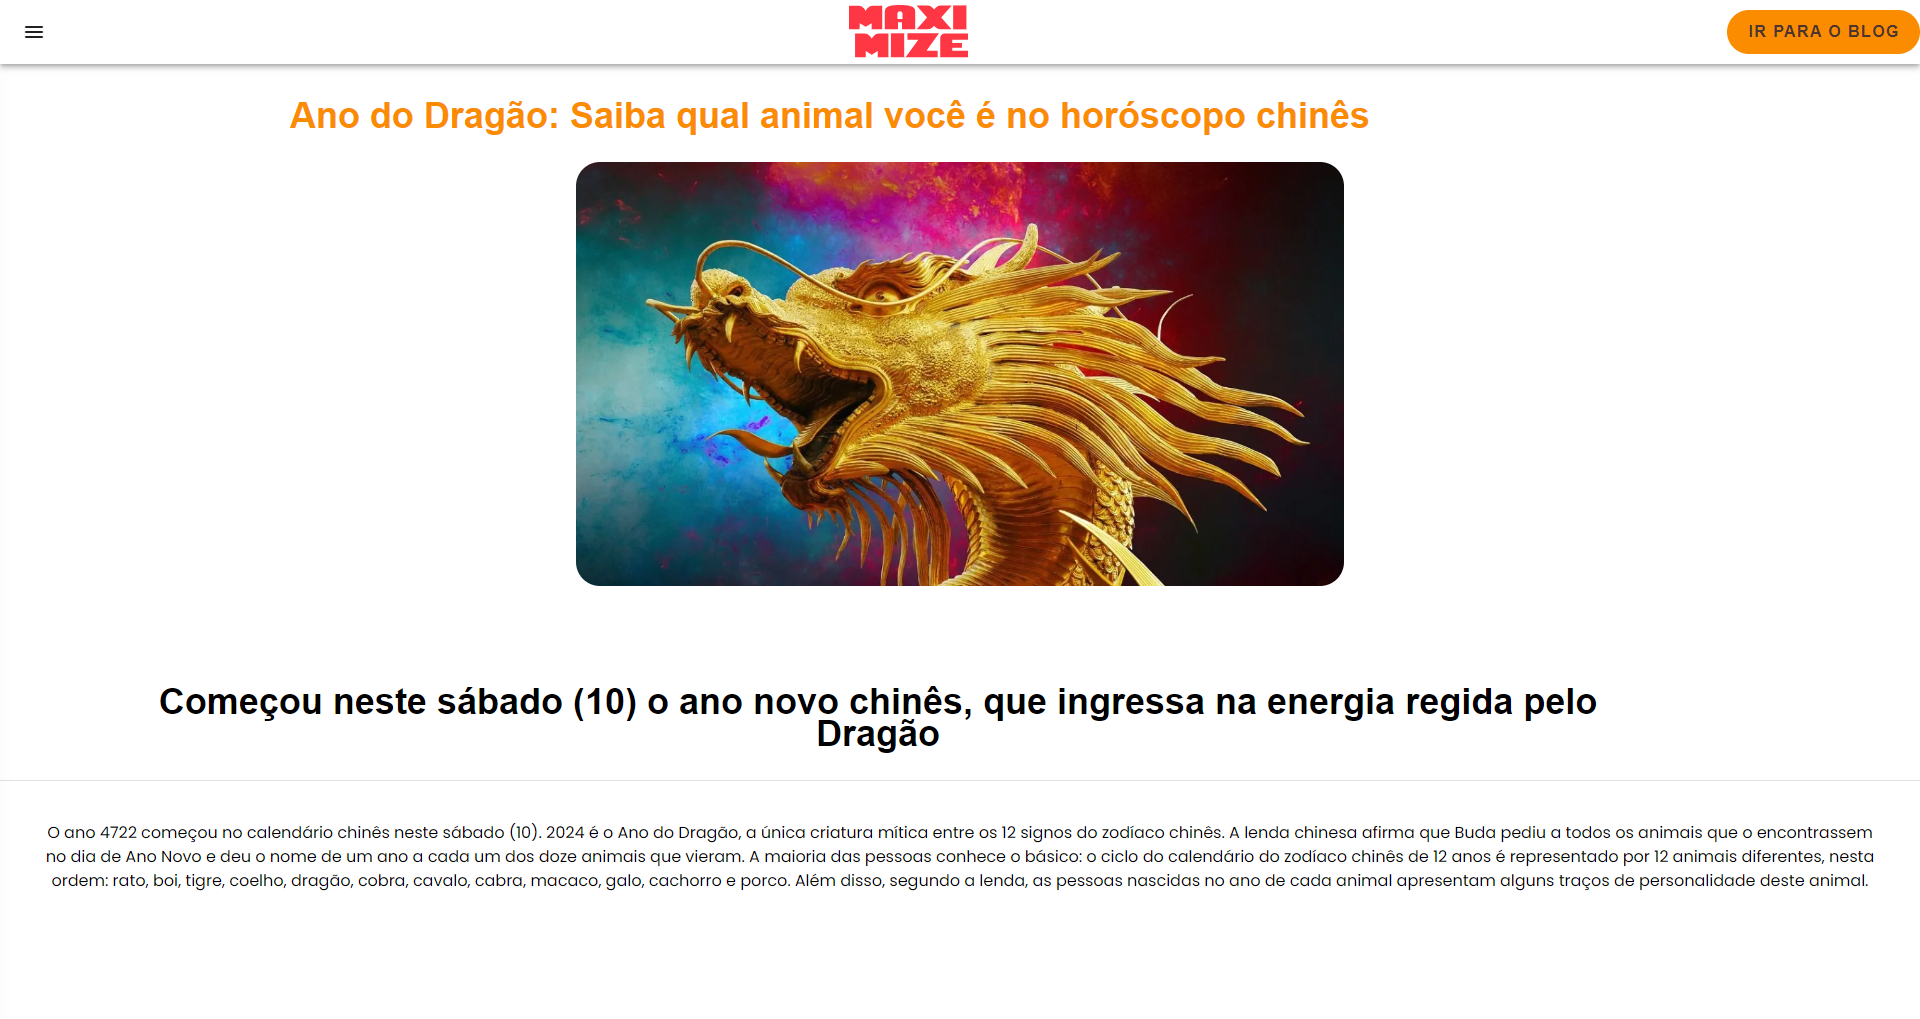 MAXI
MIZE
IR PARA O BLOG
Ano do Dragão: Saiba qual animal você é no horóscopo chinês
Começou neste sábado (10) o ano novo chinês, que ingressa na energia regida pelo
Dragão
O ano 4722 começou no calendário chinês neste sábado (10). 2024 é o Ano do Dragão, a única criatura mítica entre os 12 signos do zodíaco chinês. A lenda chinesa afirma que Buda pediu a todos os animais que o encontrassem
no dia de Ano Novo e deu o nome de um ano a cada um dos doze animais que vieram. A maioria das pessoas conhece o básico: o ciclo do calendário do zodíaco chinês de 12 anos é representado por 12 animais diferentes, nesta
ordem: rato, boi, tigre, coelho, dragão, cobra, cavalo, cabra, macaco, galo, cachorro e porco. Além disso, segundo a lenda, as pessoas nascidas no ano de cada animal apresentam alguns traços de personalidade deste animal.